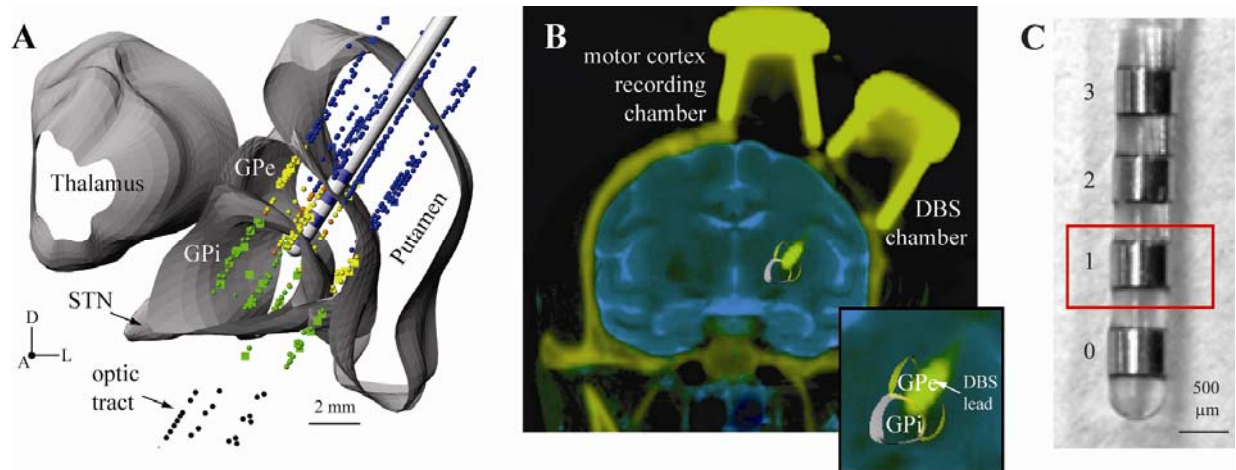 A
Thalamus
GPe
GPi
STN
Putamen
D
A
L
optic
tract
2 mm
B
motor cortex
recording
chamber
DBS
chamber
GPe
DBS
lead
GPi
C
3
2
1
0
500
µm